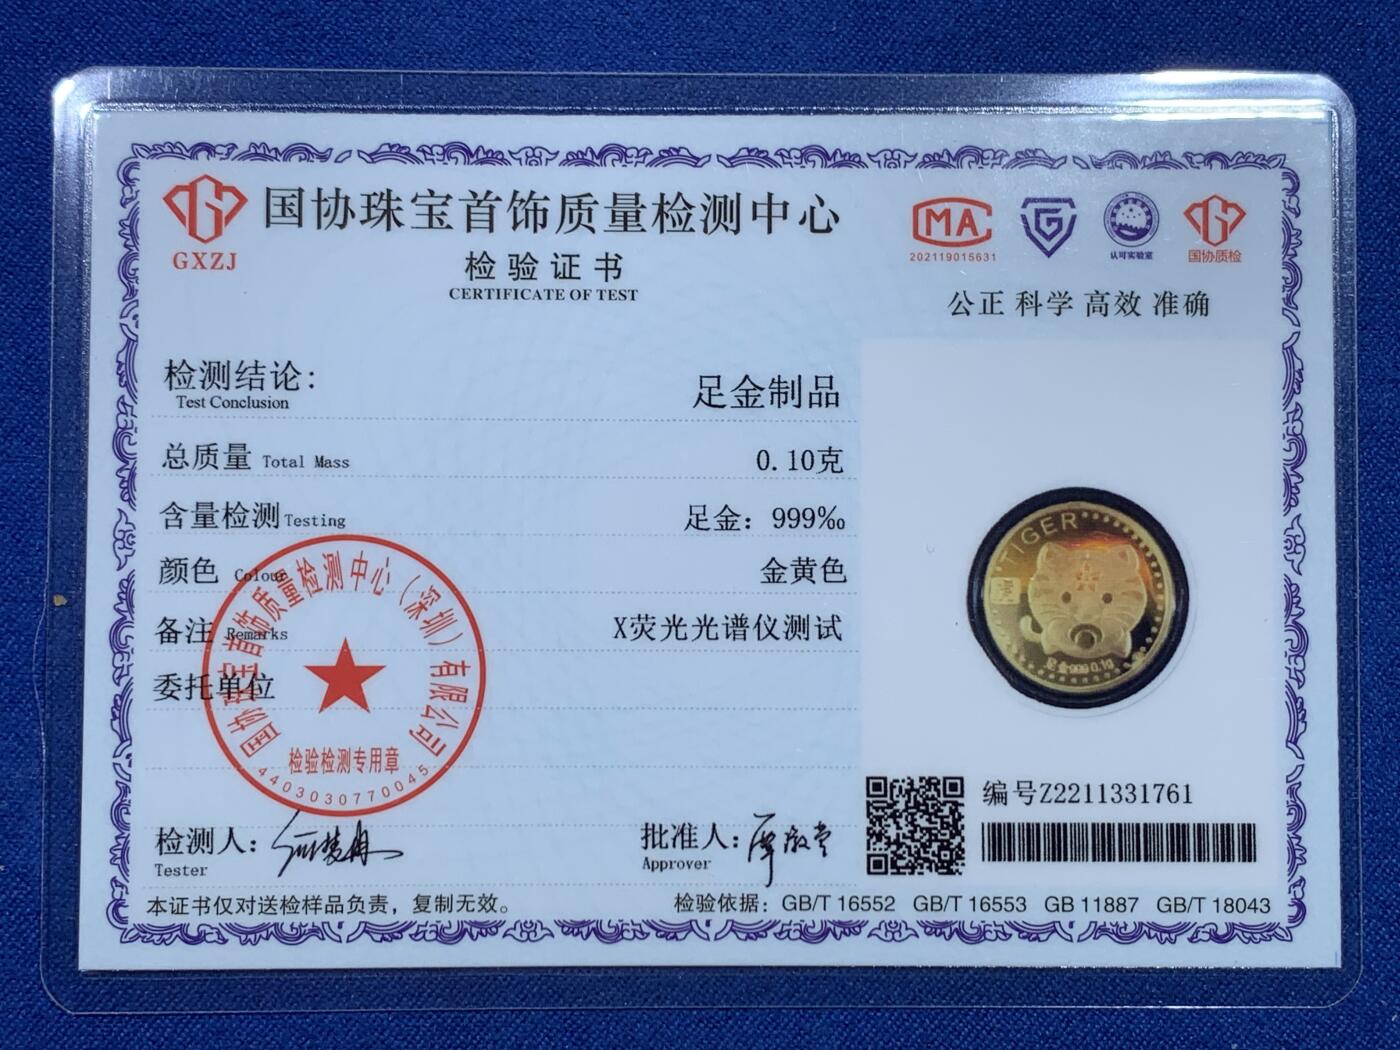 GXZJ
国协珠宝首饰质量检测中心
检验证书
CERTIFICATE OF TEST
MA
202119015631
认可实验室
国协质检
公正 科学 高效 准确
检测结论:
Test Conclusion
足金制品
总质量 Total Mass 0.10克
含量检测 Testing 足金: 999‰
颜色 Colour 金黄色
备注 Remarks X荧光光谱仪测试
委托单位
国协珠宝首饰质量检测中心(深圳)有限公司
检验检测专用章
4403030770045
TIGER
足金999 0.1g
编号Z2211331761
检测人:
Tester
批准人:
Approver
本证书仅对送检样品负责，复制无效。
检验依据: GB/T 16552 GB/T 16553 GB 11887 GB/T 18043